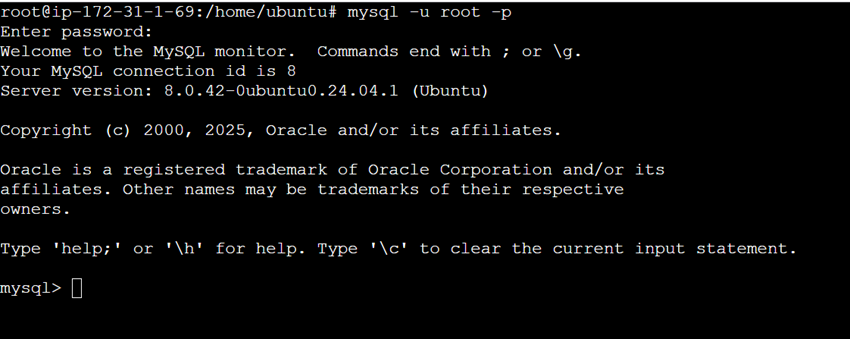 root@ip-172-31-1-69:/home/ubuntu# mysql -u root -p
Enter password:
Welcome to the MySQL monitor.  Commands end with ; or \g.
Your MySQL connection id is 8
Server version: 8.0.42-0ubuntu0.24.04.1 (Ubuntu)

Copyright (c) 2000, 2025, Oracle and/or its affiliates.

Oracle is a registered trademark of Oracle Corporation and/or its
affiliates. Other names may be trademarks of their respective
owners.

Type 'help;' or '\h' for help. Type '\c' to clear the current input statement.

mysql>